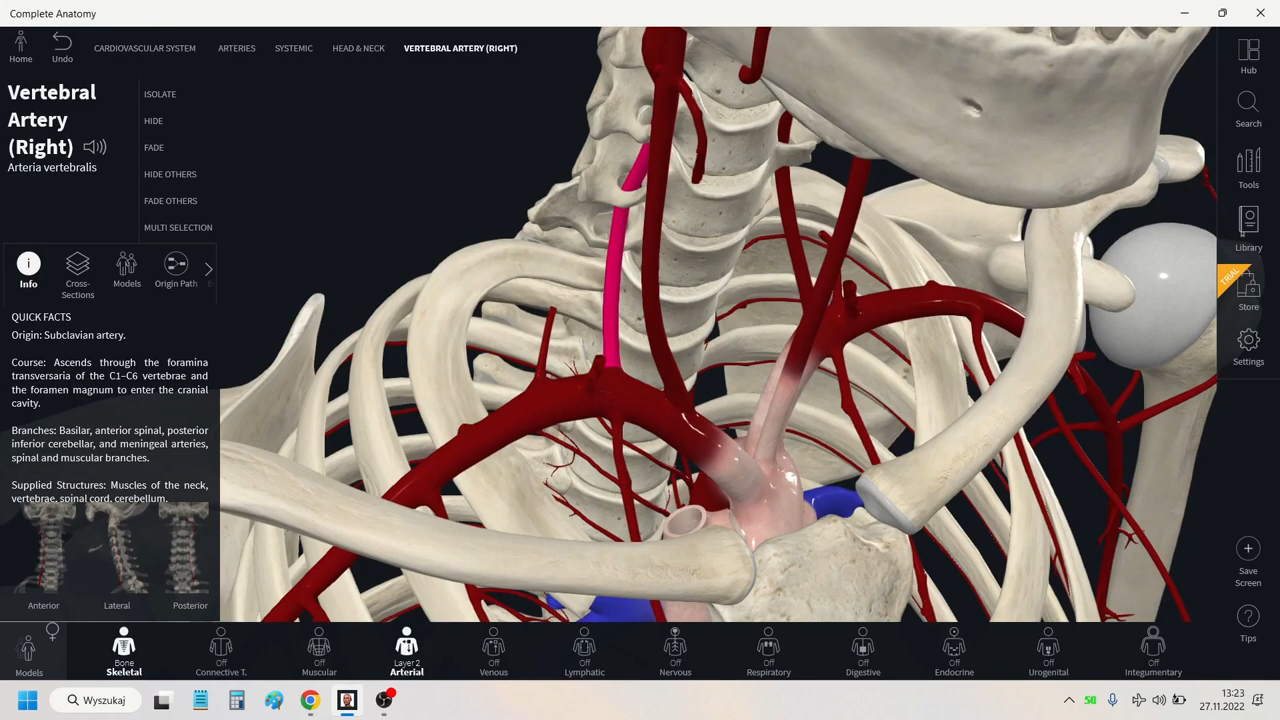 Complete Anatomy
Home
Undo
CARDIOVASCULAR SYSTEM
ARTERIES
SYSTEMIC
HEAD & NECK
VERTEBRAL ARTERY (RIGHT)
Hub
Search
Tools
Library
TRIAL
Store
Settings
Vertebral
Artery
(Right)
Arteria vertebralis
ISOLATE
HIDE
FADE
HIDE OTHERS
FADE OTHERS
MULTI SELECTION
Info
Cross-
Sections
Models
Origin Path
QUICK FACTS
Origin: Subclavian artery.
Course: Ascends through the foramina
transversaria of the C1–C6 vertebrae and
the foramen magnum to enter the cranial
cavity.
Branches: Basilar, anterior spinal, posterior
inferior cerebellar, and meningeal arteries,
spinal and muscular branches.
Supplied Structures: Muscles of the neck,
vertebrae, spinal cord, cerebellum.
Anterior
Lateral
Posterior
Save
Screen
Tips
Models
Bone
Skeletal
Off
Connective T.
Off
Muscular
Layer 2
Arterial
Off
Venous
Off
Lymphatic
Off
Nervous
Off
Respiratory
Off
Digestive
Off
Endocrine
Off
Urogenital
Off
Integumentary
Wyszukaj
50
13:23
27.11.2022